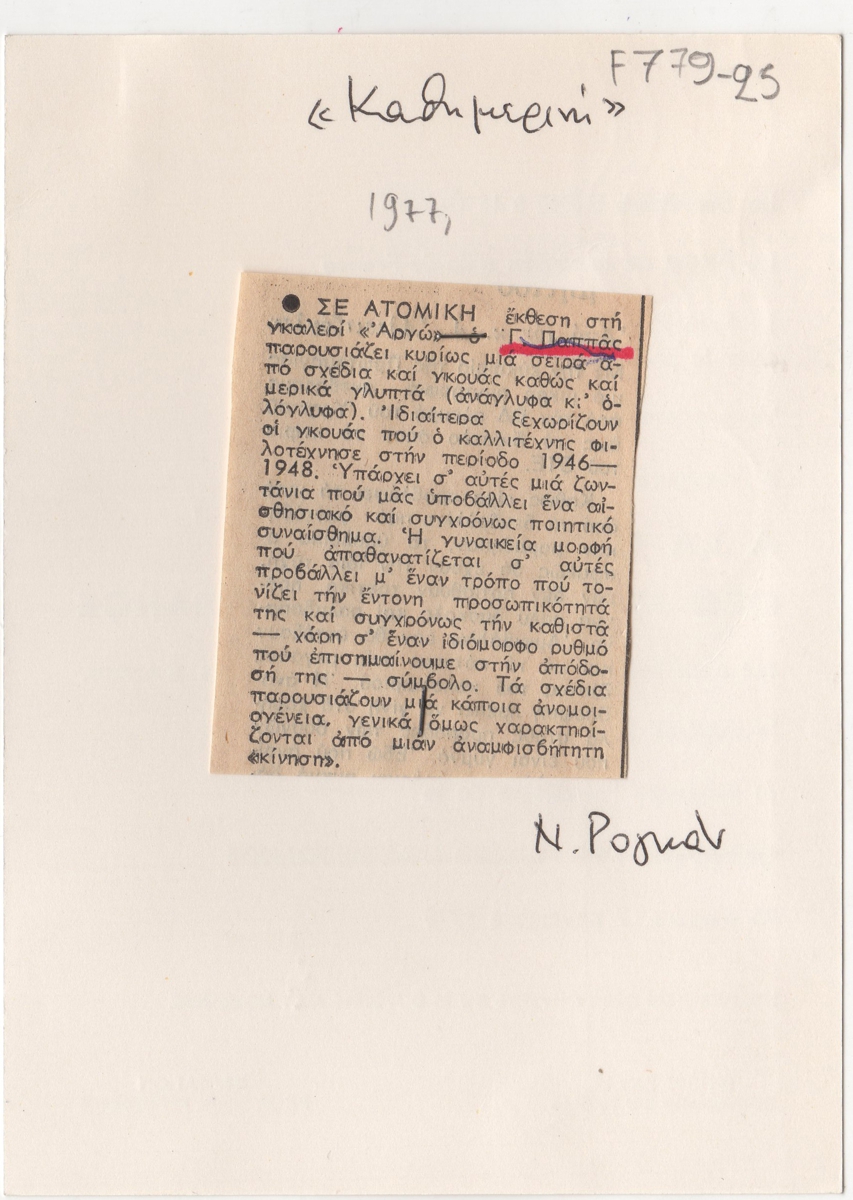 F779-25
«Καθημερινή»
1977,
● ΣΕ ΑΤΟΜΙΚΗ ἔκθεση στή
γκαλερί «Ἀργώ» ὁ Γ. Παππᾶς
παρουσιάζει κυρίως μιά σειρά ἀ-
πό σχέδια καί γκουάς καθώς καί
μερικά γλυπτά (ἀνάγλυφα κι' ὁ-
λόγλυφα). Ἰδιαίτερα ξεχωρίζουν
οἱ γκουάς πού ὁ καλλιτέχνης φι-
λοτέχνησε στήν περίοδο 1946—
1948. Ὑπάρχει σ' αὐτές μιά ζων-
τάνια πού μᾶς ὑποβάλλει ἕνα αἰ-
σθησιακό καί συγχρόνως ποιητικό
συναίσθημα. Ἡ γυναικεία μορφή
πού ἀπαθανατίζεται σ' αὐτές
προβάλλει μ' ἕναν τρόπο πού το-
νίζει τήν ἔντονη προσωπικότητά
της καί συγχρόνως τήν καθιστᾶ
— χάρη σ' ἕναν ἰδιόμορφο ρυθμό
πού ἐπισημαίνουμε στήν ἀπόδο-
σή της — σύμβολο. Τά σχέδια
παρουσιάζουν μιά κάποια ἀνομοι-
ογένεια, γενικά ὅμως χαρακτηρί-
ζονται ἀπό μιάν ἀναμφισβήτητη
«κίνηση».
Ν. Ρογκάν